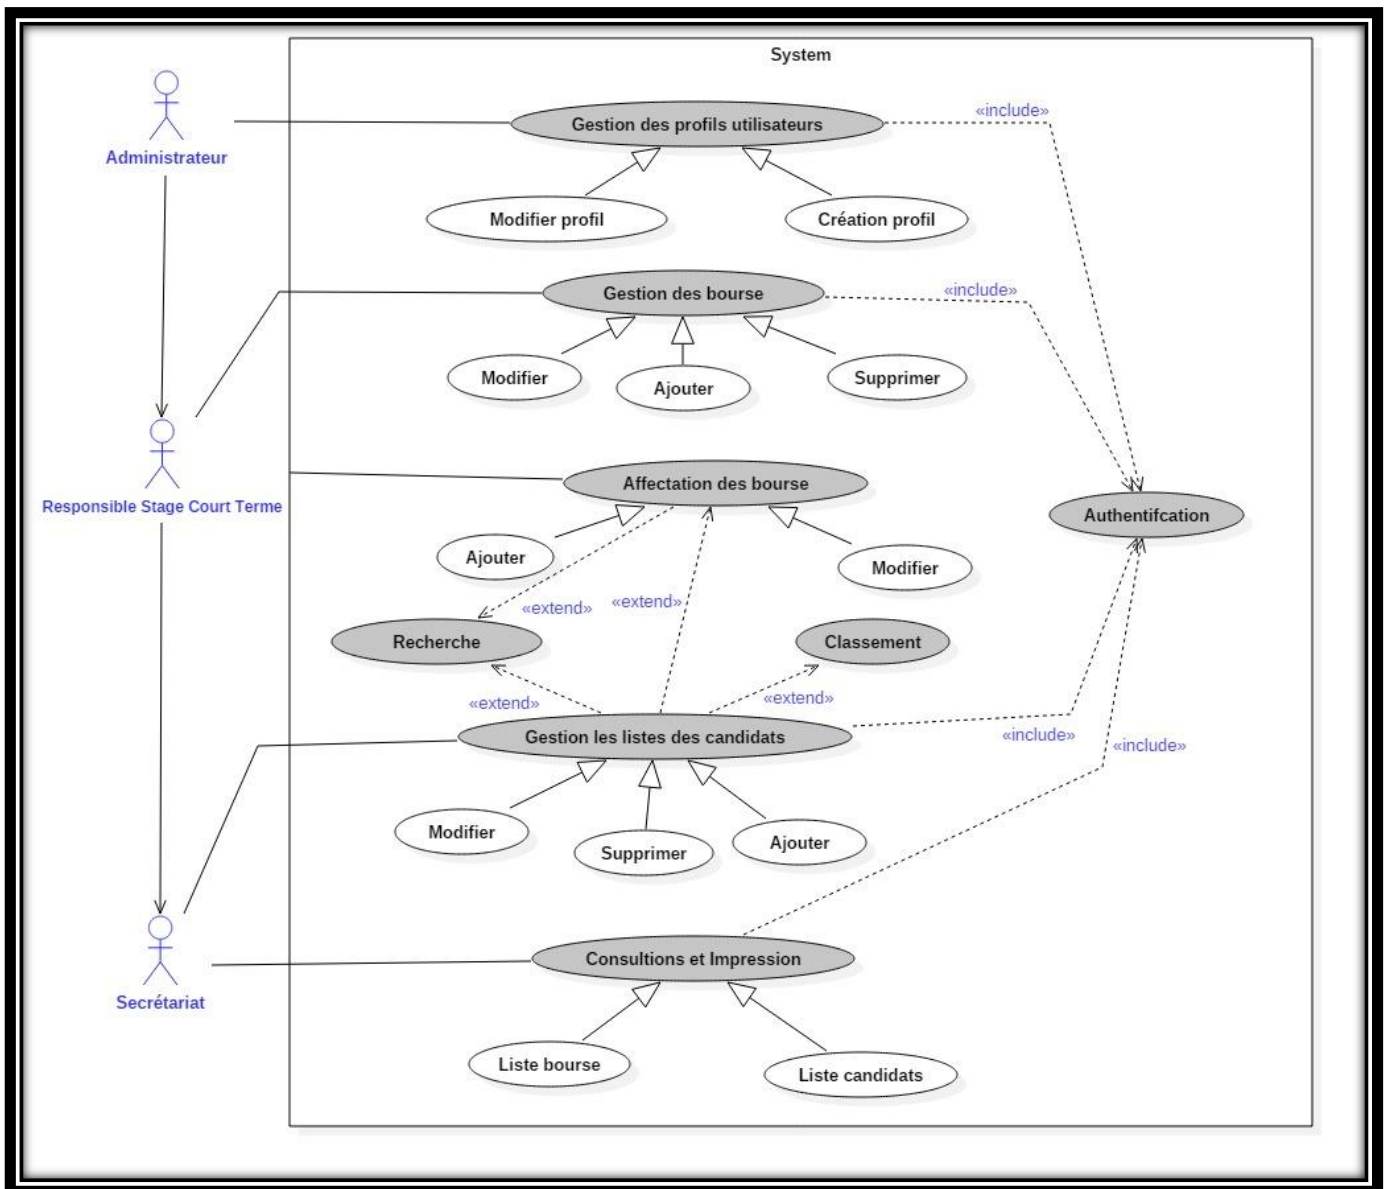 System
Administrateur
Gestion des profils utilisateurs
«include»
Modifier profil
Création profil
Gestion des bourse
«include»
Modifier
Ajouter
Supprimer
Responsible Stage Court Terme
Affectation des bourse
Authentifcation
Ajouter
Modifier
«extend»
«extend»
Recherche
Classement
«extend»
«extend»
Gestion les listes des candidats
«include»
«include»
Modifier
Supprimer
Ajouter
Secrétariat
Consultions et Impression
Liste bourse
Liste candidats